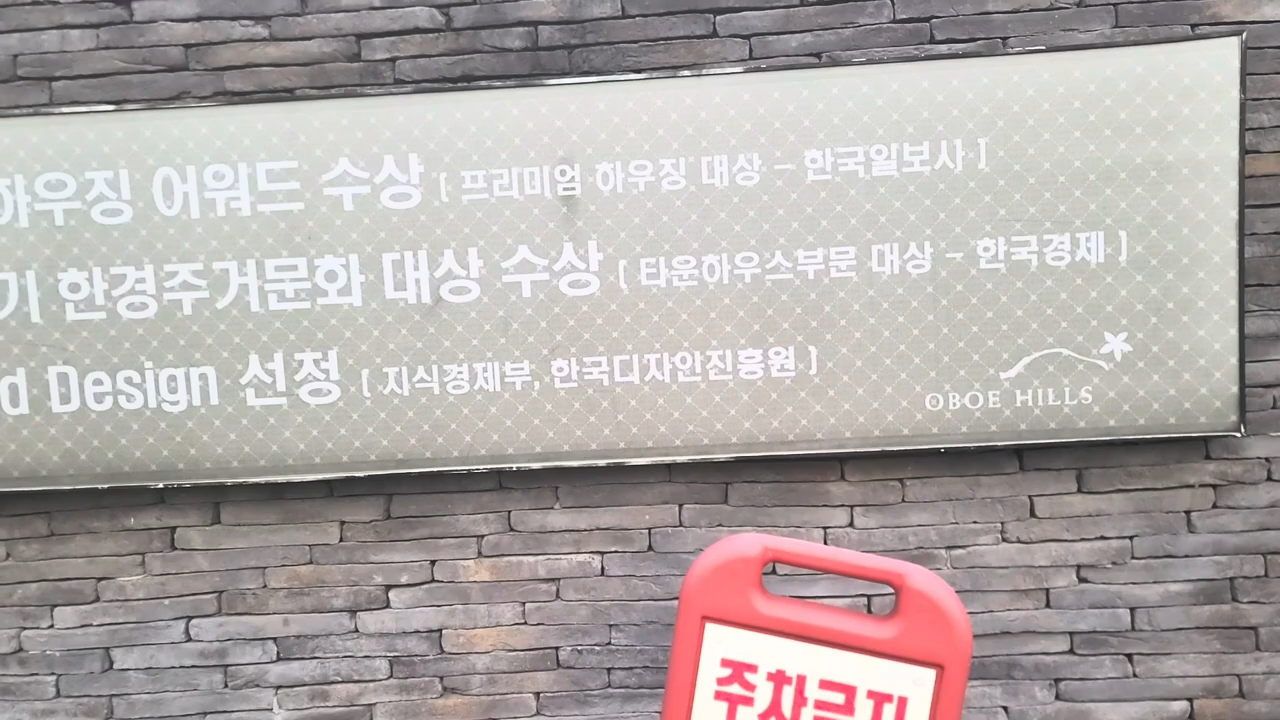 하우징 어워드 수상 [ 프리미엄 하우징 대상 - 한국일보사 ]
기 한경주거문화 대상 수상 [ 타운하우스부문 대상 - 한국경제 ]
d Design 선정 [ 지식경제부, 한국디자인진흥원 ]
OBOE HILLS
주차금지